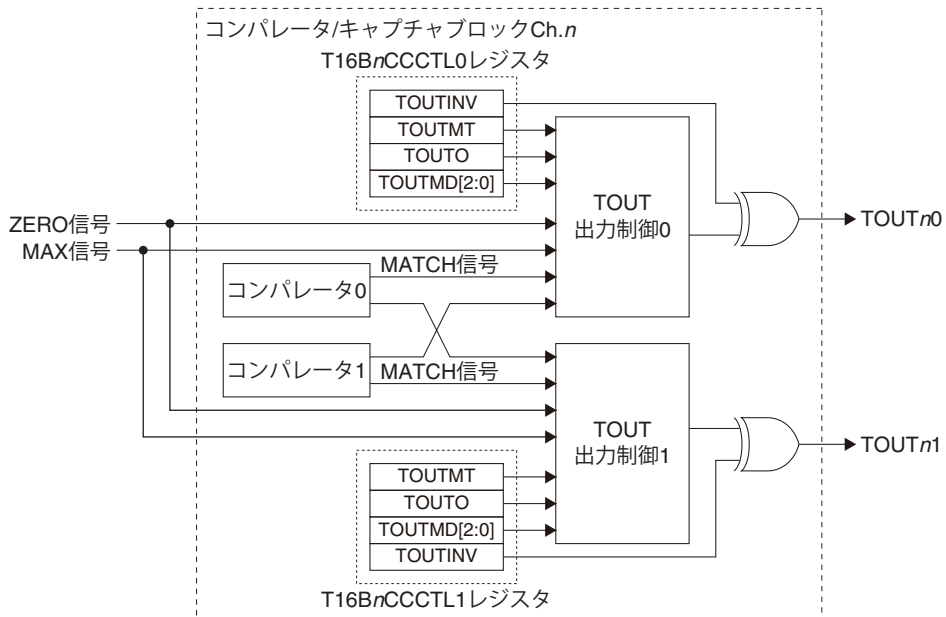 コンパレータ/キャプチャブロックCh.n
T16BnCCCTL0レジスタ
TOUTINV
TOUTMT
TOUTO
TOUTMD[2:0]
TOUT
出力制御0
TOUTn0
ZERO信号
MAX信号
MATCH信号
コンパレータ0
コンパレータ1
MATCH信号
TOUT
出力制御1
TOUTn1
TOUTMT
TOUTO
TOUTMD[2:0]
TOUTINV
T16BnCCCTL1レジスタ